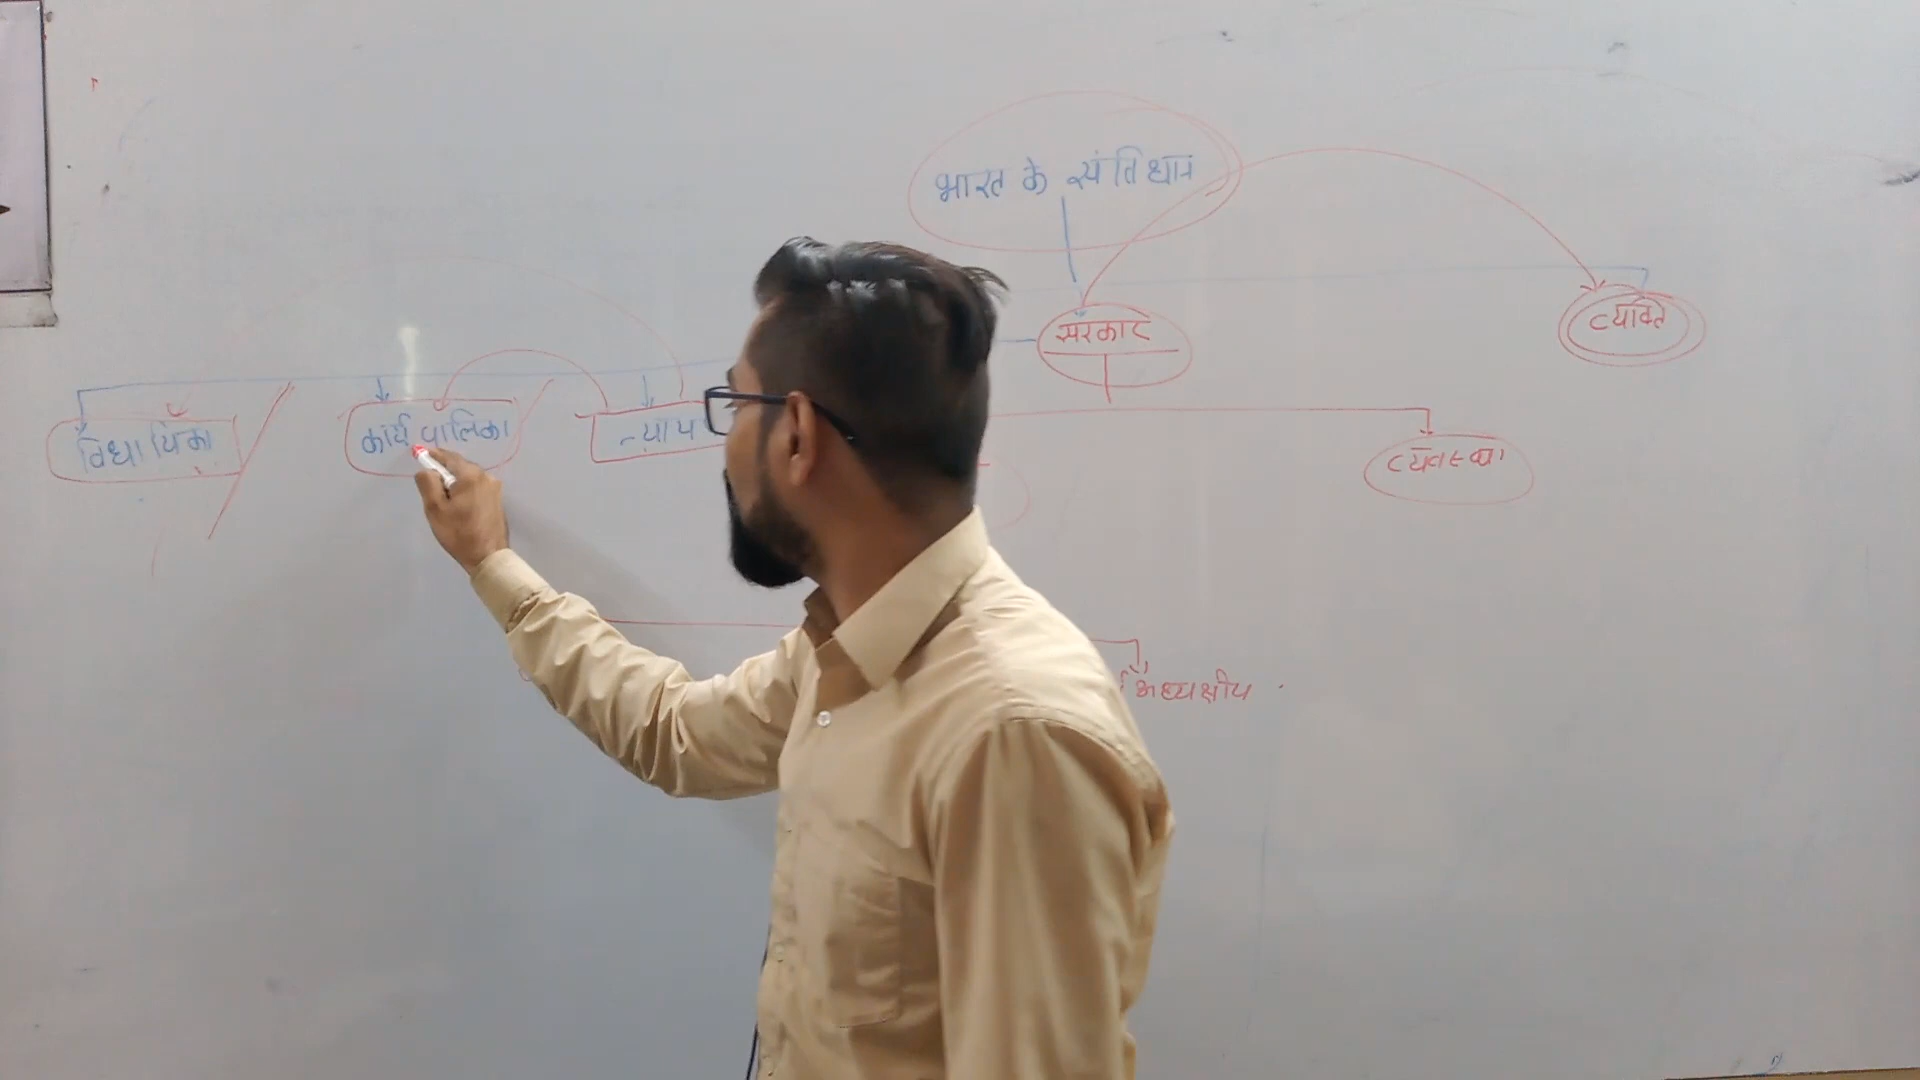 भारत के संविधान
सरकार
व्यक्ति
विधायिका
कार्यपालिका
न्याय
व्यवस्था
अध्यक्षीय